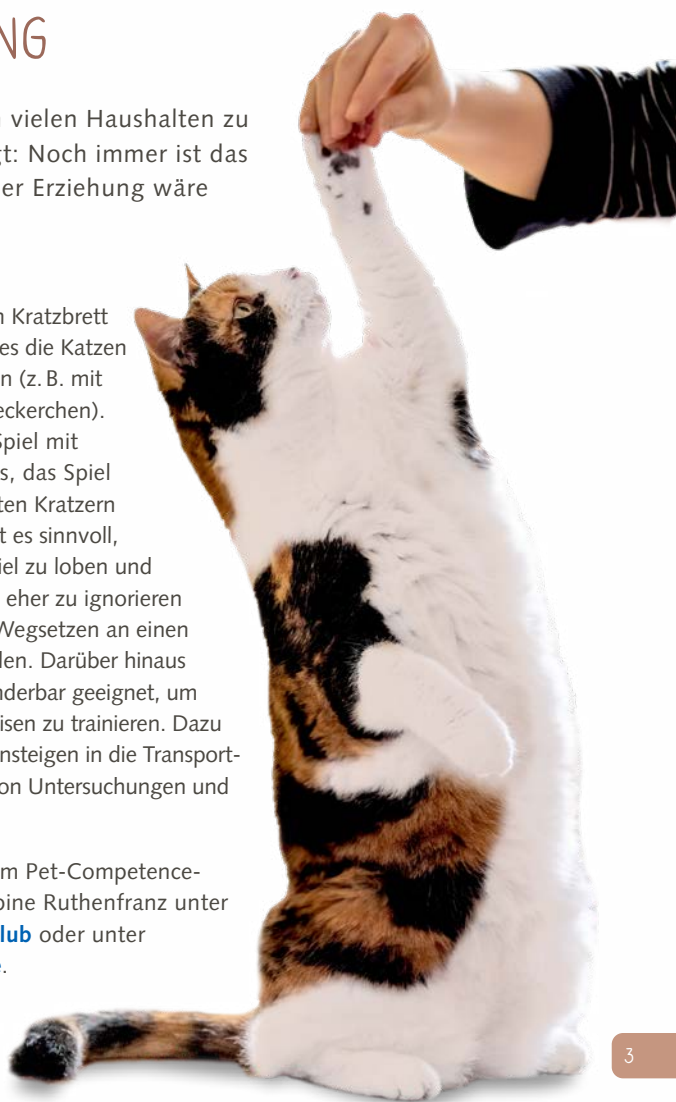 NG
vielen Haushalten zu
t: Noch immer ist das
er Erziehung wäre
Kratzbrett
es die Katzen
n (z. B. mit
eckerchen).
Spiel mit
s, das Spiel
ten Kratzern
t es sinnvoll,
iel zu loben und
eher zu ignorieren
Wegsetzen an einen
den. Darüber hinaus
nderbar geeignet, um
isen zu trainieren. Dazu
nsteigen in die Transport-
on Untersuchungen und
m Pet-Competence-
bine Ruthenfranz unter
lub oder unter
.
3